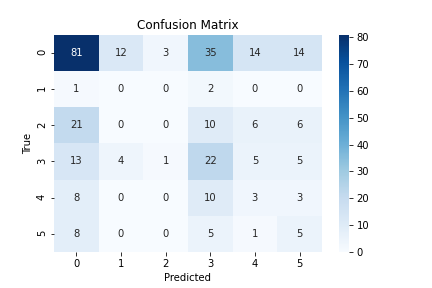 Confusion Matrix
True
0 81 12 3 35 14 14
1 1 0 0 2 0 0
2 21 0 0 10 6 6
3 13 4 1 22 5 5
4 8 0 0 10 3 3
5 8 0 0 5 1 5
0 1 2 3 4 5
Predicted
80
70
60
50
40
30
20
10
0